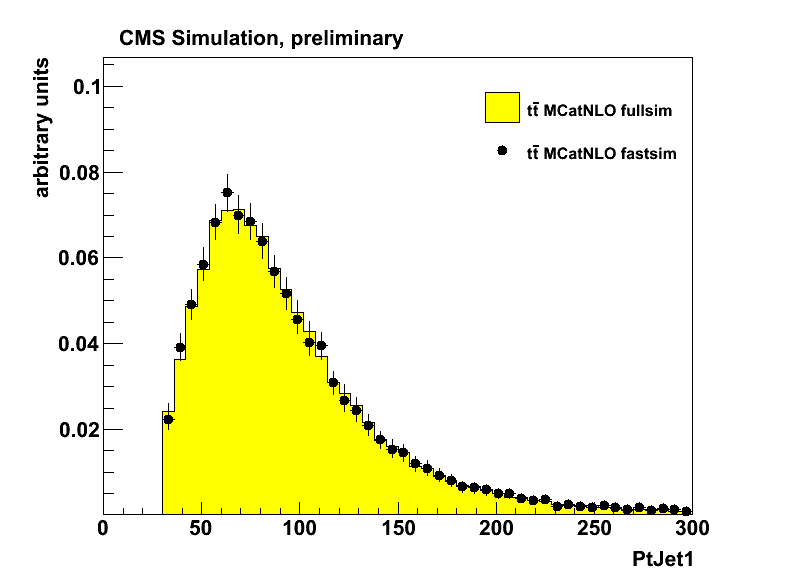 CMS Simulation, preliminary
arbitrary units
0.1
0.08
0.06
0.04
0.02
tt̄ MCatNLO fullsim
tt̄ MCatNLO fastsim
0 50 100 150 200 250 300
PtJet1